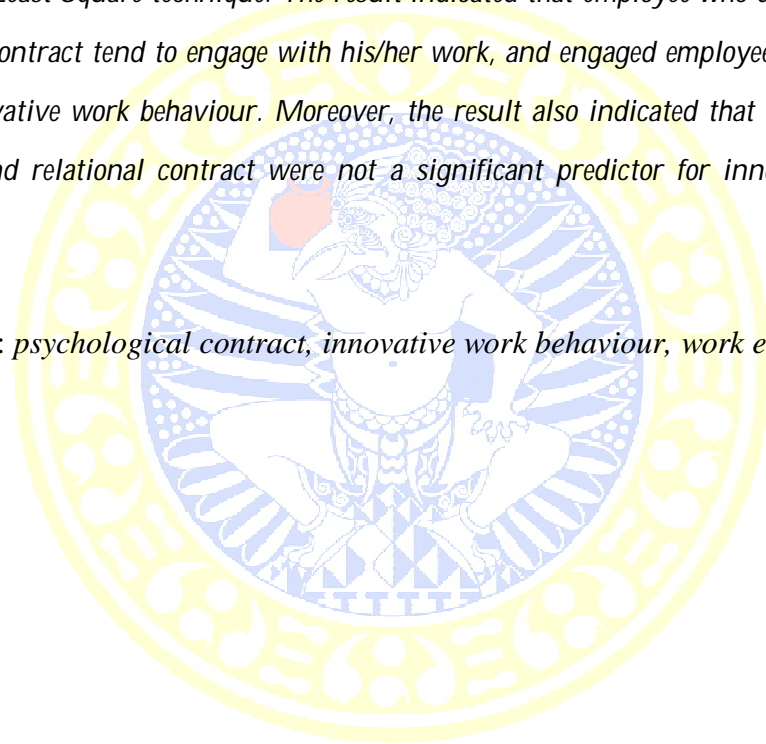 Least Square technique. The result indicated that employee who
contract tend to engage with his/her work, and engaged employee
vative work behaviour. Moreover, the result also indicated that
nd relational contract were not a significant predictor for inn
: psychological contract, innovative work behaviour, work e